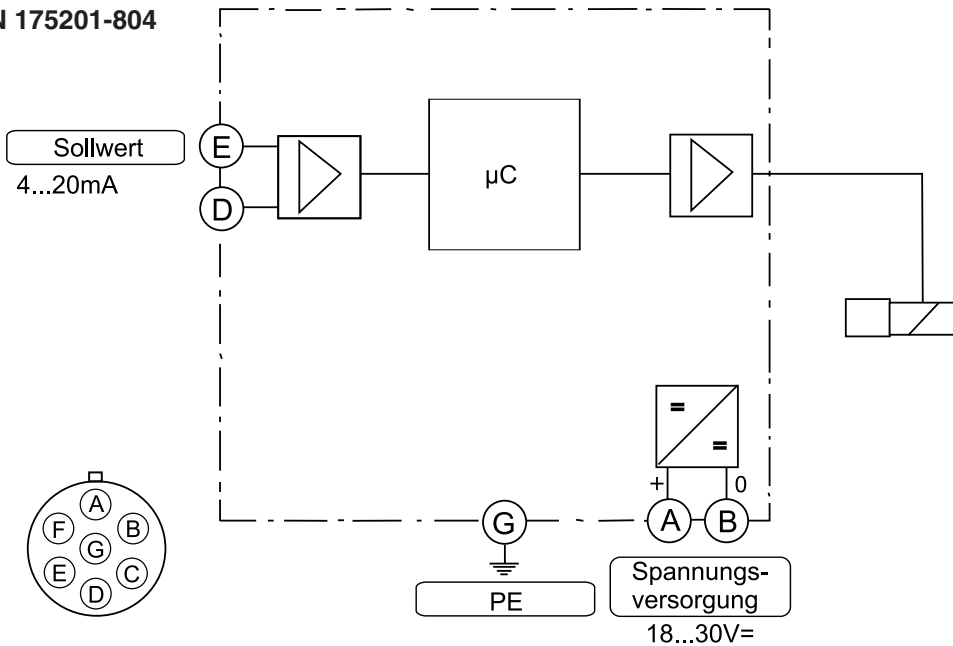 N 175201-804
Sollwert
4...20mA
E
D
µC
=
=
+
0
G
A
B
PE
Spannungs-
versorgung
18...30V=
A
F
B
G
E
C
D